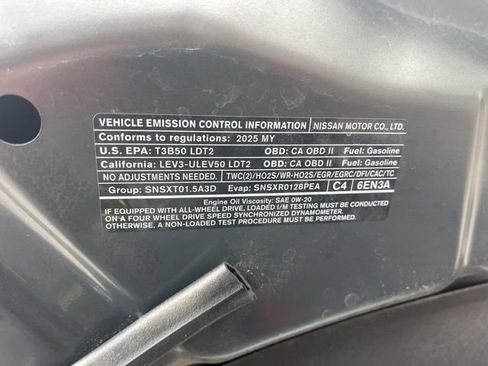 VEHICLE EMISSION CONTROL INFORMATION NISSAN MOTOR CO., LTD.
Conforms to regulations: 2025 MY
U.S. EPA: T3B50 LDT2 OBD: CA OBD II Fuel: Gasoline
California: LEV3-ULEV50 LDT2 OBD: CA OBD II Fuel: Gasoline
NO ADJUSTMENTS NEEDED. TWC(2)/HO2S/WR-HO2S/EGR/EGRC/DFI/CAC/TC
Group: SNSXT01.5A3D Evap: SNSXR0128PEA C4 6EN3A
Engine Oil Viscosity: SAE 0W-20
IF EQUIPPED WITH ALL-WHEEL DRIVE, LOADED I/M TESTING MUST BE CONDUCTED
ON A FOUR WHEEL DRIVE SPEED SYNCHRONIZED DYNAMOMETER.
OTHERWISE, A NON-LOADED TEST PROCEDURE MUST BE PERFORMED.